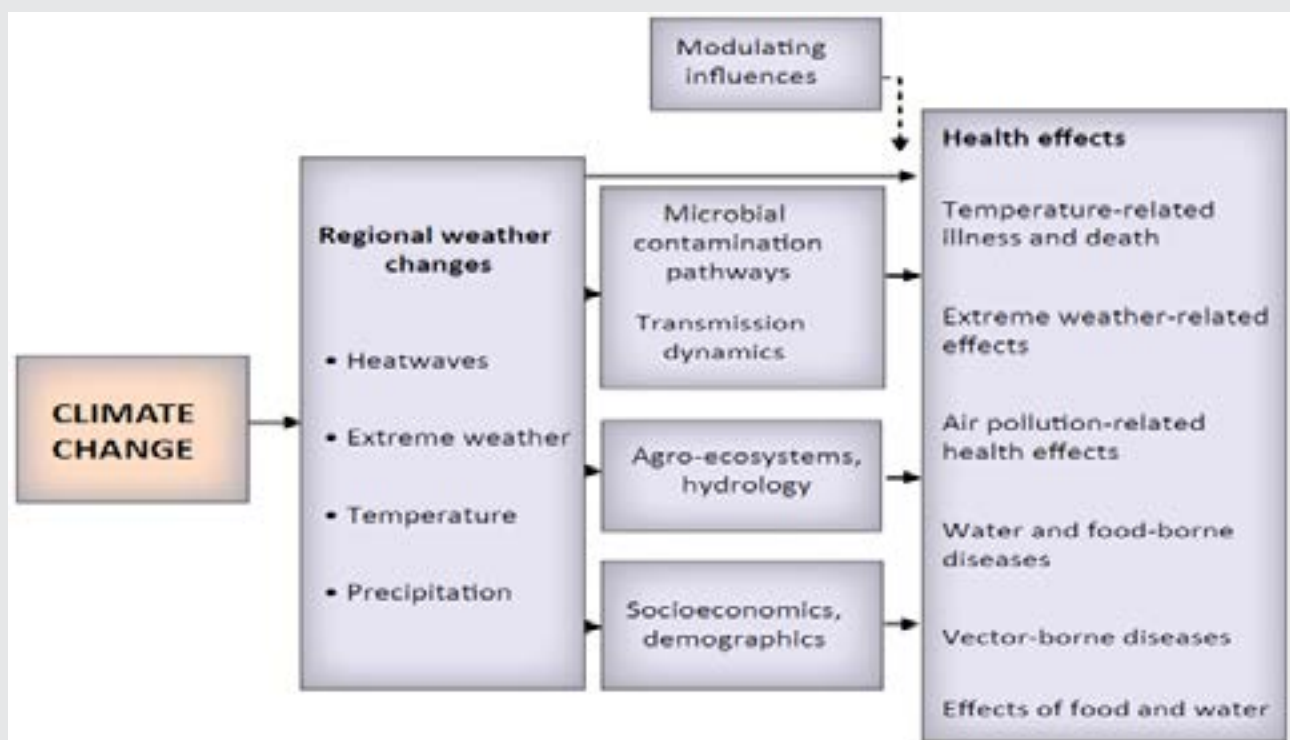 Modulating
influences
CLIMATE
CHANGE
Regional weather
changes
• Heatwaves
• Extreme weather
• Temperature
• Precipitation
Microbial
contamination
pathways
Transmission
dynamics
Agro-ecosystems,
hydrology
Socioeconomics,
demographics
Health effects
Temperature-related
illness and death
Extreme weather-related
effects
Air pollution-related
health effects
Water and food-borne
diseases
Vector-borne diseases
Effects of food and water